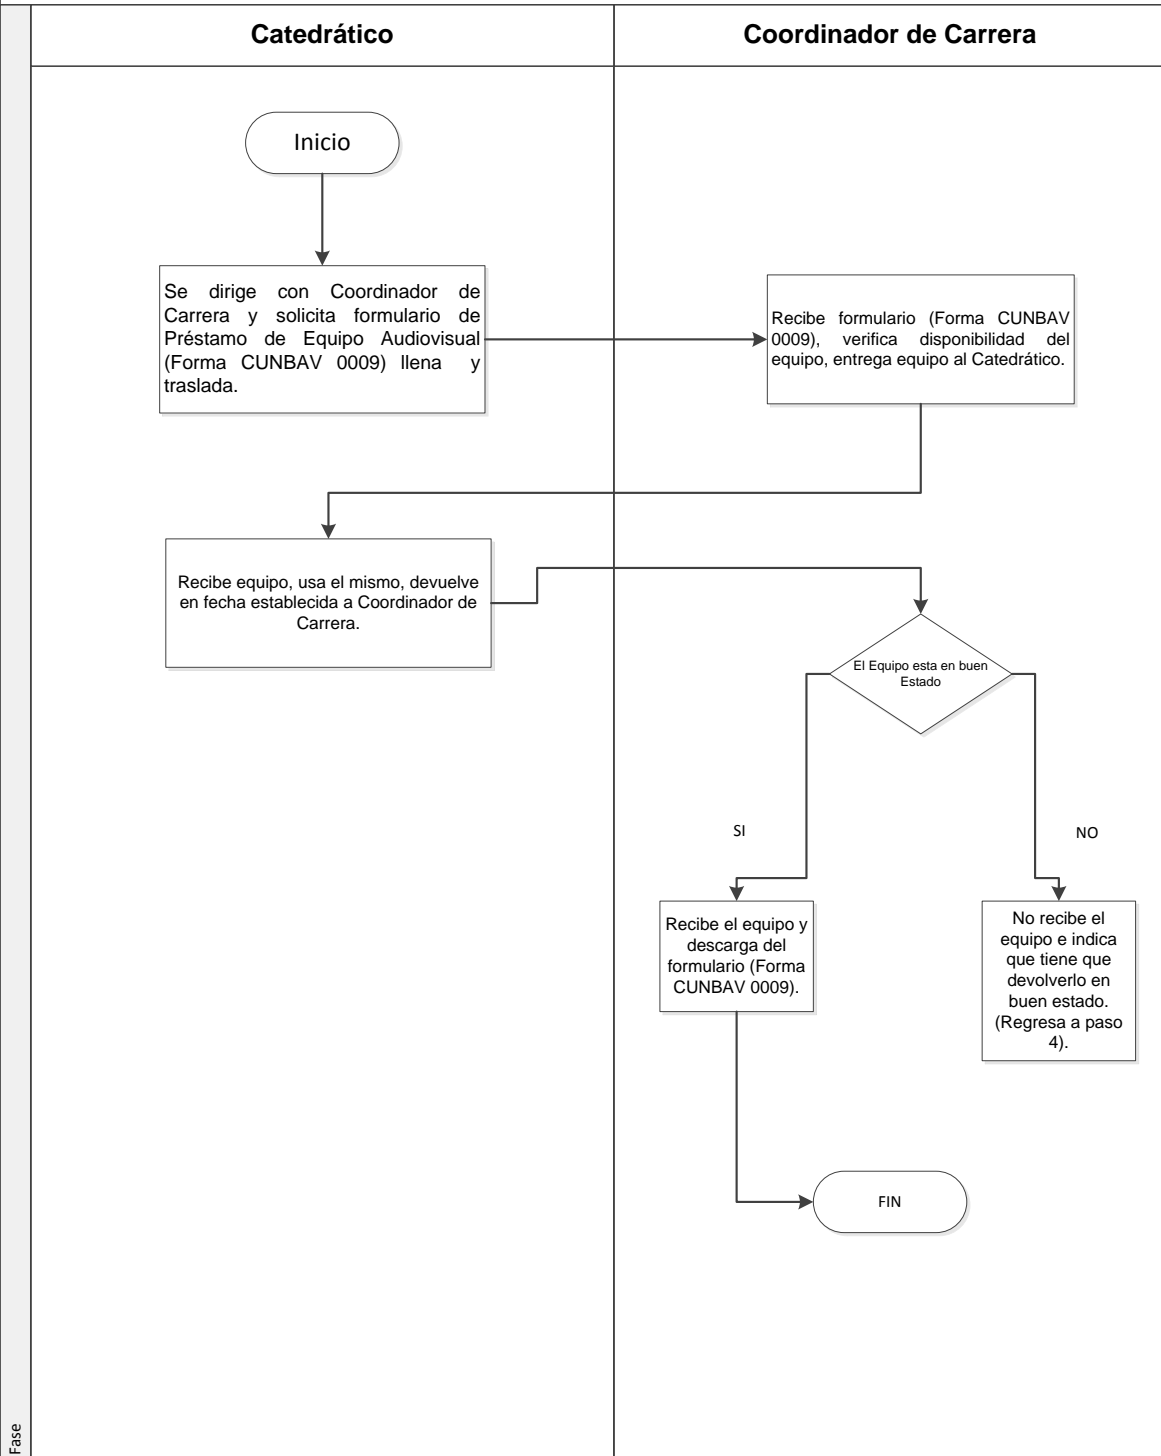 Catedrático
Coordinador de Carrera
Inicio
Se dirige con Coordinador de
Carrera y solicita formulario de
Préstamo de Equipo Audiovisual
(Forma CUNBAV 0009) llena y
traslada.
Recibe formulario (Forma CUNBAV
0009), verifica disponibilidad del
equipo, entrega equipo al Catedrático.
Recibe equipo, usa el mismo, devuelve
en fecha establecida a Coordinador de
Carrera.
El Equipo esta en buen
Estado
SI
NO
Recibe el equipo y
descarga del
formulario (Forma
CUNBAV 0009).
No recibe el
equipo e indica
que tiene que
devolverlo en
buen estado.
(Regresa a paso
4).
FIN
Fase